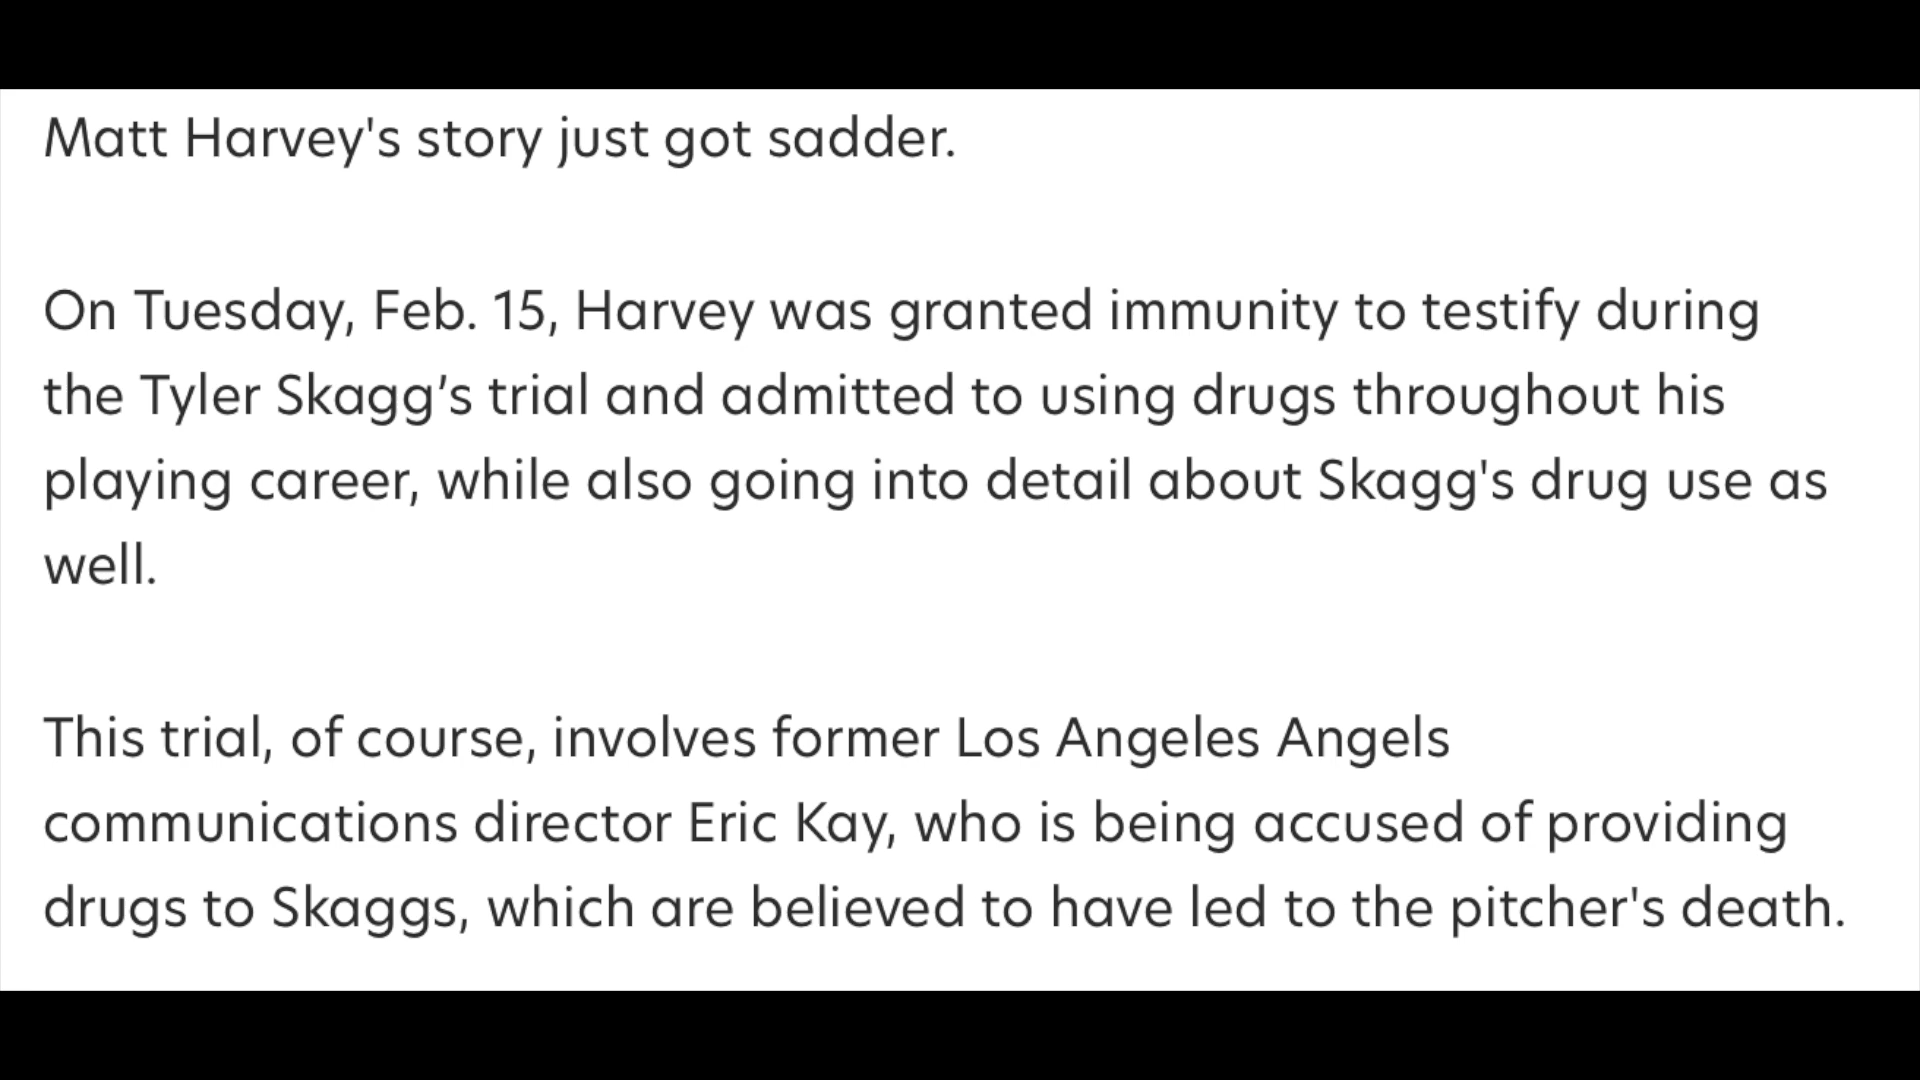 Matt Harvey's story just got sadder.
On Tuesday, Feb. 15, Harvey was granted immunity to testify during
the Tyler Skagg’s trial and admitted to using drugs throughout his
playing career, while also going into detail about Skagg's drug use as
well.
This trial, of course, involves former Los Angeles Angels
communications director Eric Kay, who is being accused of providing
drugs to Skaggs, which are believed to have led to the pitcher's death.